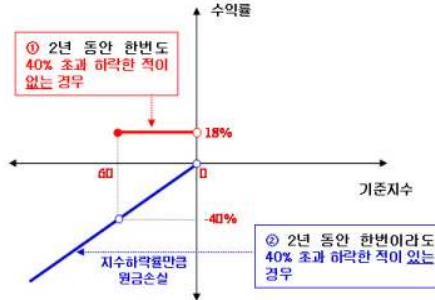 수익률
① 2년 동안 한번도
40% 초과 하락한 적이
없는 경우
18%
60
0
기준지수
-40%
지수하락률만큼
원금손실
② 2년 동안 한번이라도
40% 초과 하락한 적이 있는
경우